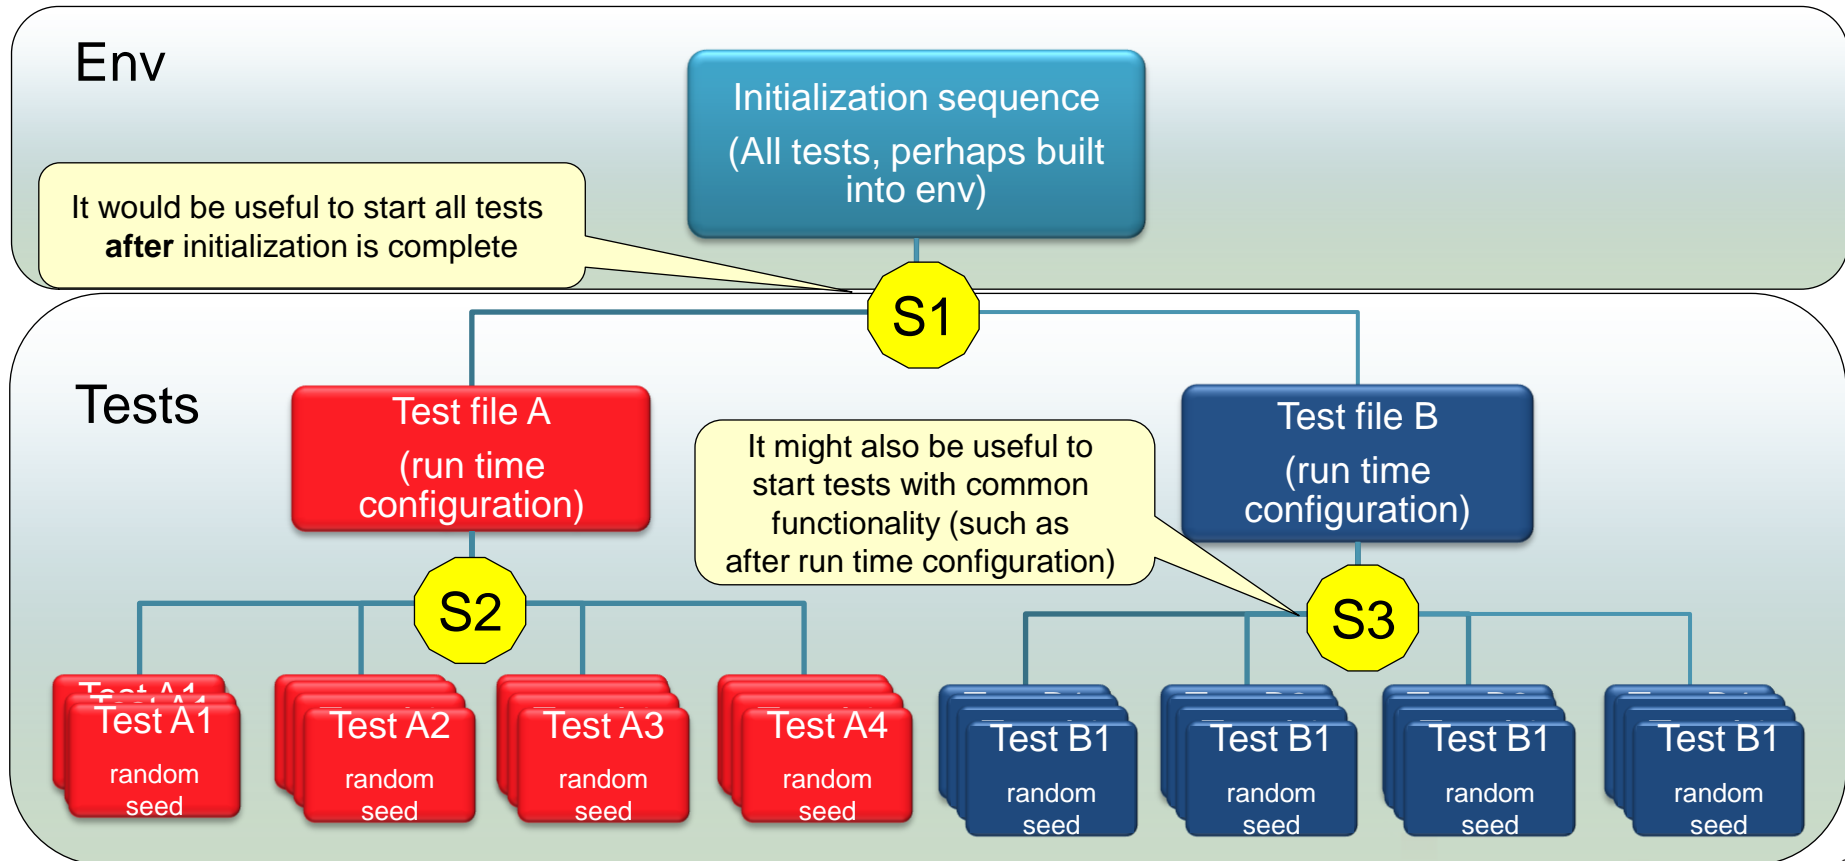 Env
Initialization sequence
(All tests, perhaps built
into env)
It would be useful to start all tests
after initialization is complete
S1
Tests
Test file A
(run time
configuration)
Test file B
(run time
configuration)
It might also be useful to
start tests with common
functionality (such as
after run time configuration)
S2
S3
Test A1
Test A1
Test A1
random
seed
Test A2
random
seed
Test A3
random
seed
Test A4
random
seed
Test B1
random
seed
Test B1
random
seed
Test B1
random
seed
Test B1
random
seed